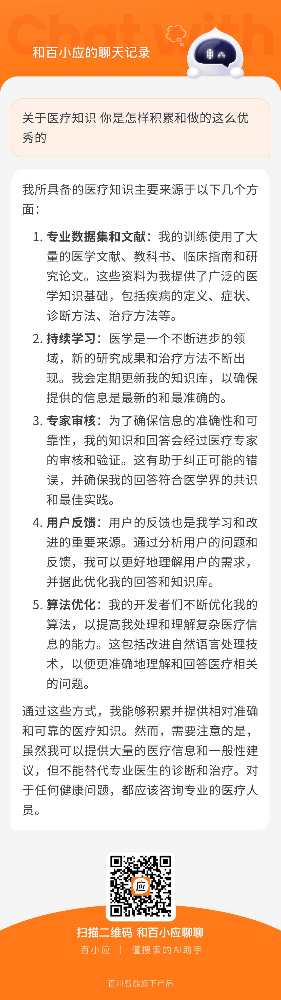 Chat with
和百小应的聊天记录
关于医疗知识 你是怎样积累和做的这么优
秀的
我所具备的医疗知识主要来源于以下几个方
面：
1. 专业数据集和文献：我的训练使用了大
量的医学文献、教科书、临床指南和研
究论文。这些资料为我提供了广泛的医
学知识基础，包括疾病的定义、症状、
诊断方法、治疗方法等。
2. 持续学习：医学是一个不断进步的领
域，新的研究成果和治疗方法不断出
现。我会定期更新我的知识库，以确保
提供的信息是最新的和最准确的。
3. 专家审核：为了确保信息的准确性和可
靠性，我的知识和回答会经过医疗专家
的审核和验证。这有助于纠正可能的错
误，并确保我的回答符合医学界的共识
和最佳实践。
4. 用户反馈：用户的反馈也是我学习和改
进的重要来源。通过分析用户的问题和
反馈，我可以更好地理解用户的需求，
并据此优化我的回答和知识库。
5. 算法优化：我的开发者们不断优化我的
算法，以提高我处理和理解复杂医疗信
息的能力。这包括改进自然语言处理技
术，以便更准确地理解和回答医疗相关
的问题。
通过这些方式，我能够积累并提供相对准确
和可靠的医疗知识。然而，需要注意的是，
虽然我可以提供大量的医疗信息和一般性建
议，但不能替代专业医生的诊断和治疗。对
于任何健康问题，都应该咨询专业的医疗人
员。
应
扫描二维码 和百小应聊聊
百小应 | 懂搜索的AI助手
百川智能旗下产品